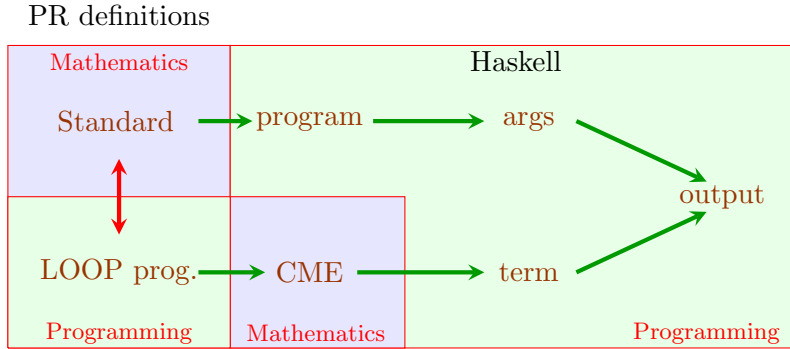 PR definitions
Mathematics
Haskell
Standard
program
args
output
LOOP prog.
CME
term
Programming
Mathematics
Programming